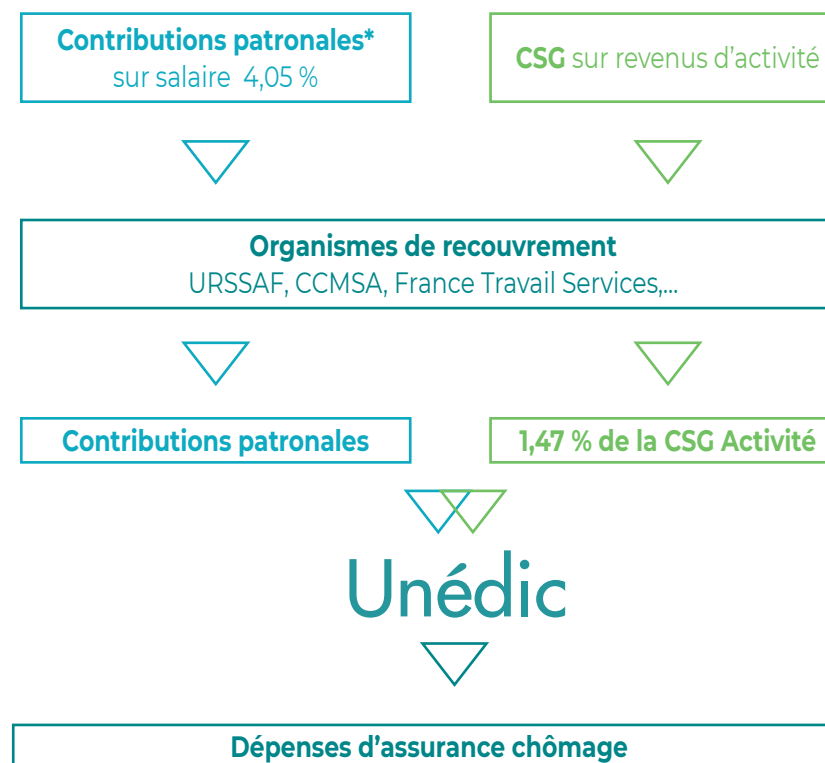 Contributions patronales*
sur salaire 4,05 %
CSG sur revenus d’activité
Organismes de recouvrement
URSSAF, CCMSA, France Travail Services,...
Contributions patronales
1,47 % de la CSG Activité
Unédic
Dépenses d’assurance chômage